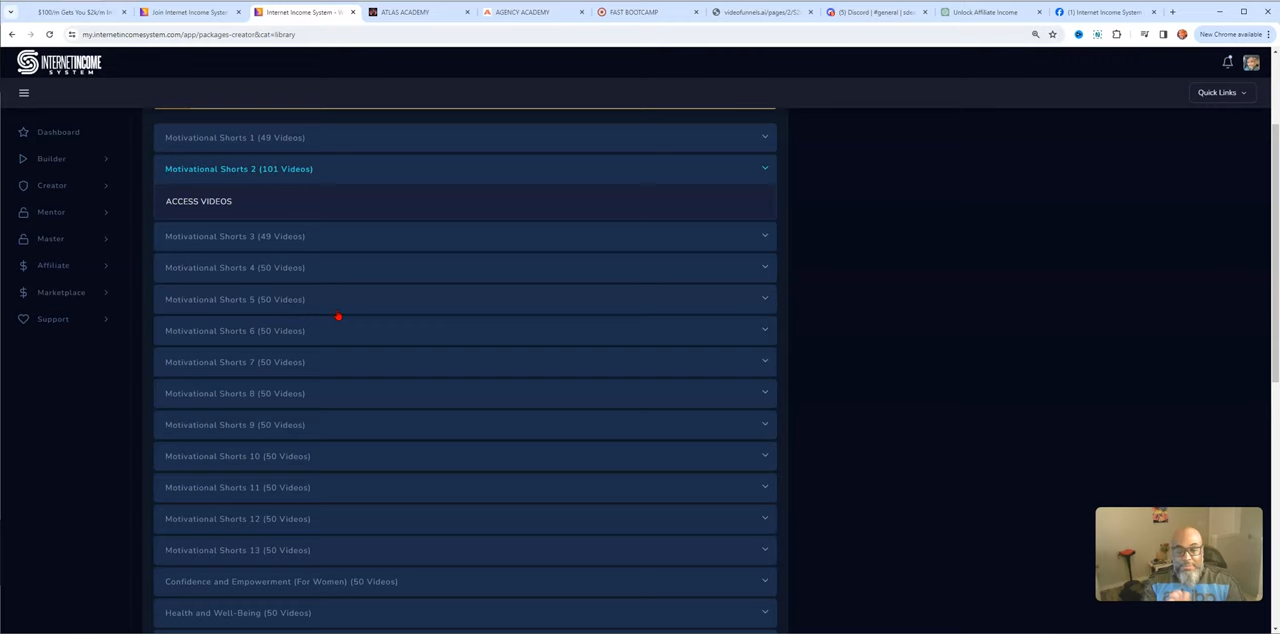 $100/m Gets You $2k/m In
Join Internet Income System
Internet Income System - V
ATLAS ACADEMY
AGENCY ACADEMY
FAST BOOTCAMP
videofunnels.ai/pages/2/52
(5) Discord | #general | sdk
Unlock Affiliate Income
(1) Internet Income System
my.internetincomesystem.com/app/packages-creator&cat=library
New Chrome available
INTERNETINCOME
SYSTEM
Quick Links
Dashboard
Builder
Creator
Mentor
Master
Affiliate
Marketplace
Support
Motivational Shorts 1 (49 Videos)
Motivational Shorts 2 (101 Videos)
ACCESS VIDEOS
Motivational Shorts 3 (49 Videos)
Motivational Shorts 4 (50 Videos)
Motivational Shorts 5 (50 Videos)
Motivational Shorts 6 (50 Videos)
Motivational Shorts 7 (50 Videos)
Motivational Shorts 8 (50 Videos)
Motivational Shorts 9 (50 Videos)
Motivational Shorts 10 (50 Videos)
Motivational Shorts 11 (50 Videos)
Motivational Shorts 12 (50 Videos)
Motivational Shorts 13 (50 Videos)
Confidence and Empowerment (For Women) (50 Videos)
Health and Well-Being (50 Videos)